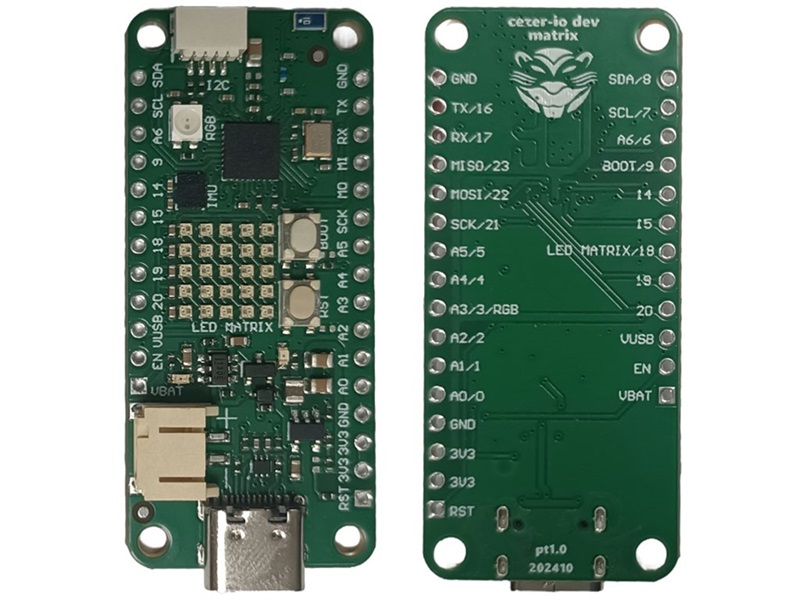 I2C
SDA
SCL
A6
9
14
15
18
19
20
VUSB
EN
VBAT
RGB
IMU
BOOT
RST
LED MATRIX
GND
TX
RX
MI
MO
SCK
A5
A4
A3
A2
A1
A0
GND
3V3
3V3
RST
+
-
cezer-io dev
matrix
GND
TX/16
RX/17
MISO/23
MOSI/22
SCK/21
A5/5
A4/4
A3/3/RGB
A2/2
A1/1
A0/0
GND
3V3
3V3
RST
SDA/8
SCL/7
A6/6
BOOT/9
14
15
LED MATRIX/18
19
20
VUSB
EN
VBAT
pt1.0
202410